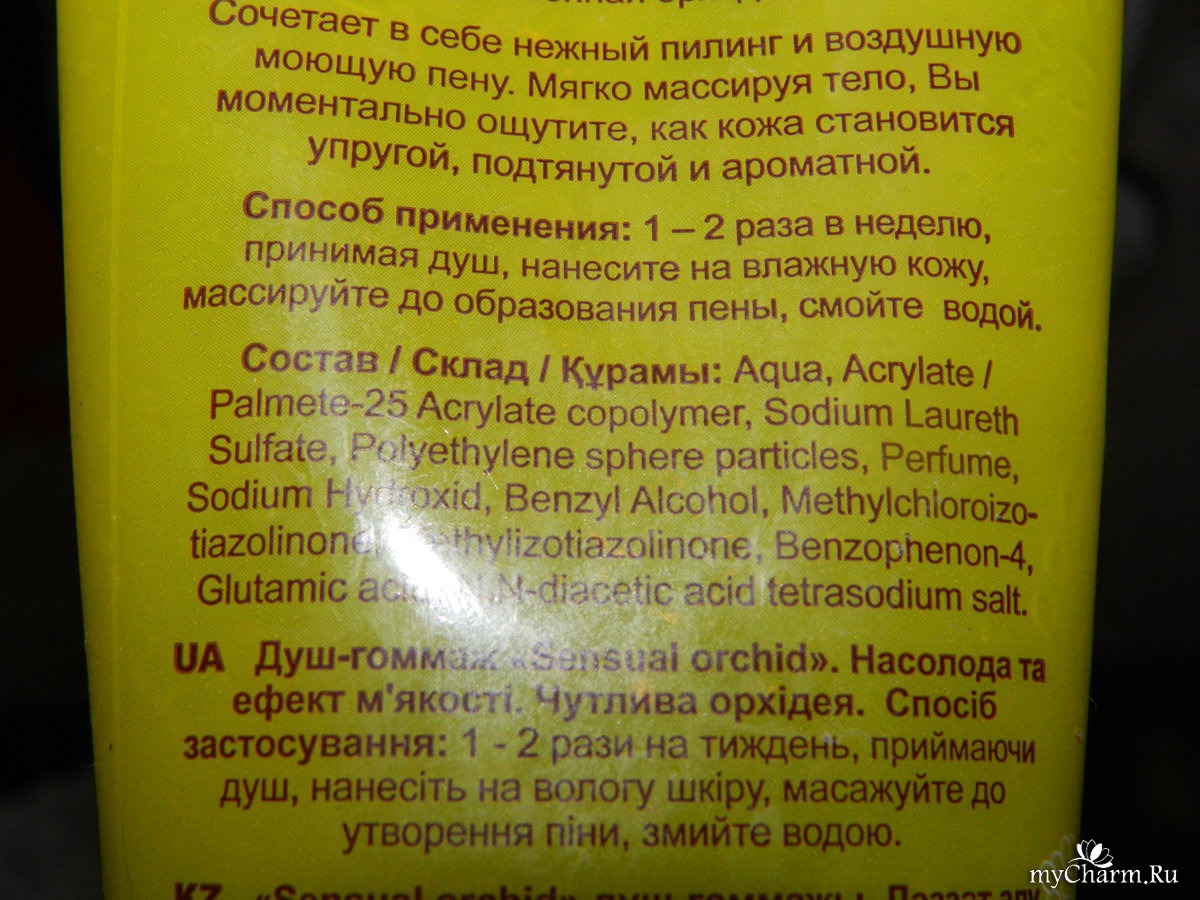 Сочетает в себе нежный пилинг и воздушную
моющую пену. Мягко массируя тело, Вы
моментально ощутите, как кожа становится
упругой, подтянутой и ароматной.
Способ применения: 1 – 2 раза в неделю,
принимая душ, нанесите на влажную кожу,
массируйте до образования пены, смойте водой.
Состав / Склад / Құрамы: Aqua, Acrylate /
Palmete-25 Acrylate copolymer, Sodium Laureth
Sulfate, Polyethylene sphere particles, Perfume,
Sodium Hydroxid, Benzyl Alcohol, Methylchloroizo-
tiazolinone, Methylizotiazolinone, Benzophenon-4,
Glutamic acid, N,N-diacetic acid tetrasodium salt.
UA Душ-гоммаж «Sensual orchid». Насолода та
ефект м'якості. Чутлива орхідея. Спосіб
застосування: 1 - 2 рази на тиждень, приймаючи
душ, нанесіть на вологу шкіру, масажуйте до
утворення піни, змийте водою.
KZ «Sensual orchid» душ-гоммажы.
myCharm.Ru